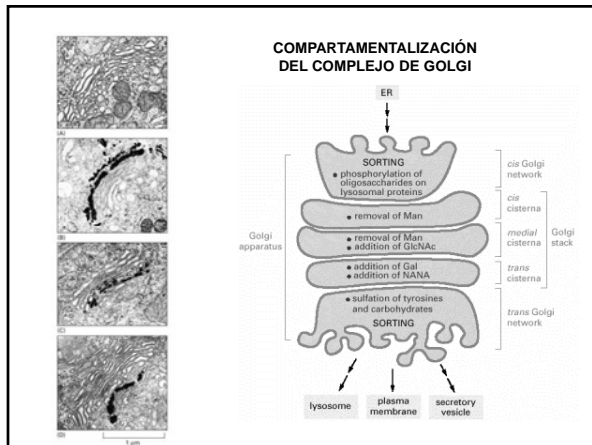 COMPARTAMENTALIZACIÓN
DEL COMPLEJO DE GOLGI
(A)
(B)
(C)
(D)
1 µm
ER
SORTING
• phosphorylation of
oligosaccharides on
lysosomal proteins
• removal of Man
• removal of Man
• addition of GlcNAc
• addition of Gal
• addition of NANA
• sulfation of tyrosines
and carbohydrates
SORTING
Golgi
apparatus
cis Golgi
network
cis
cisterna
medial
cisterna
trans
cisterna
Golgi
stack
trans Golgi
network
lysosome
plasma
membrane
secretory
vesicle